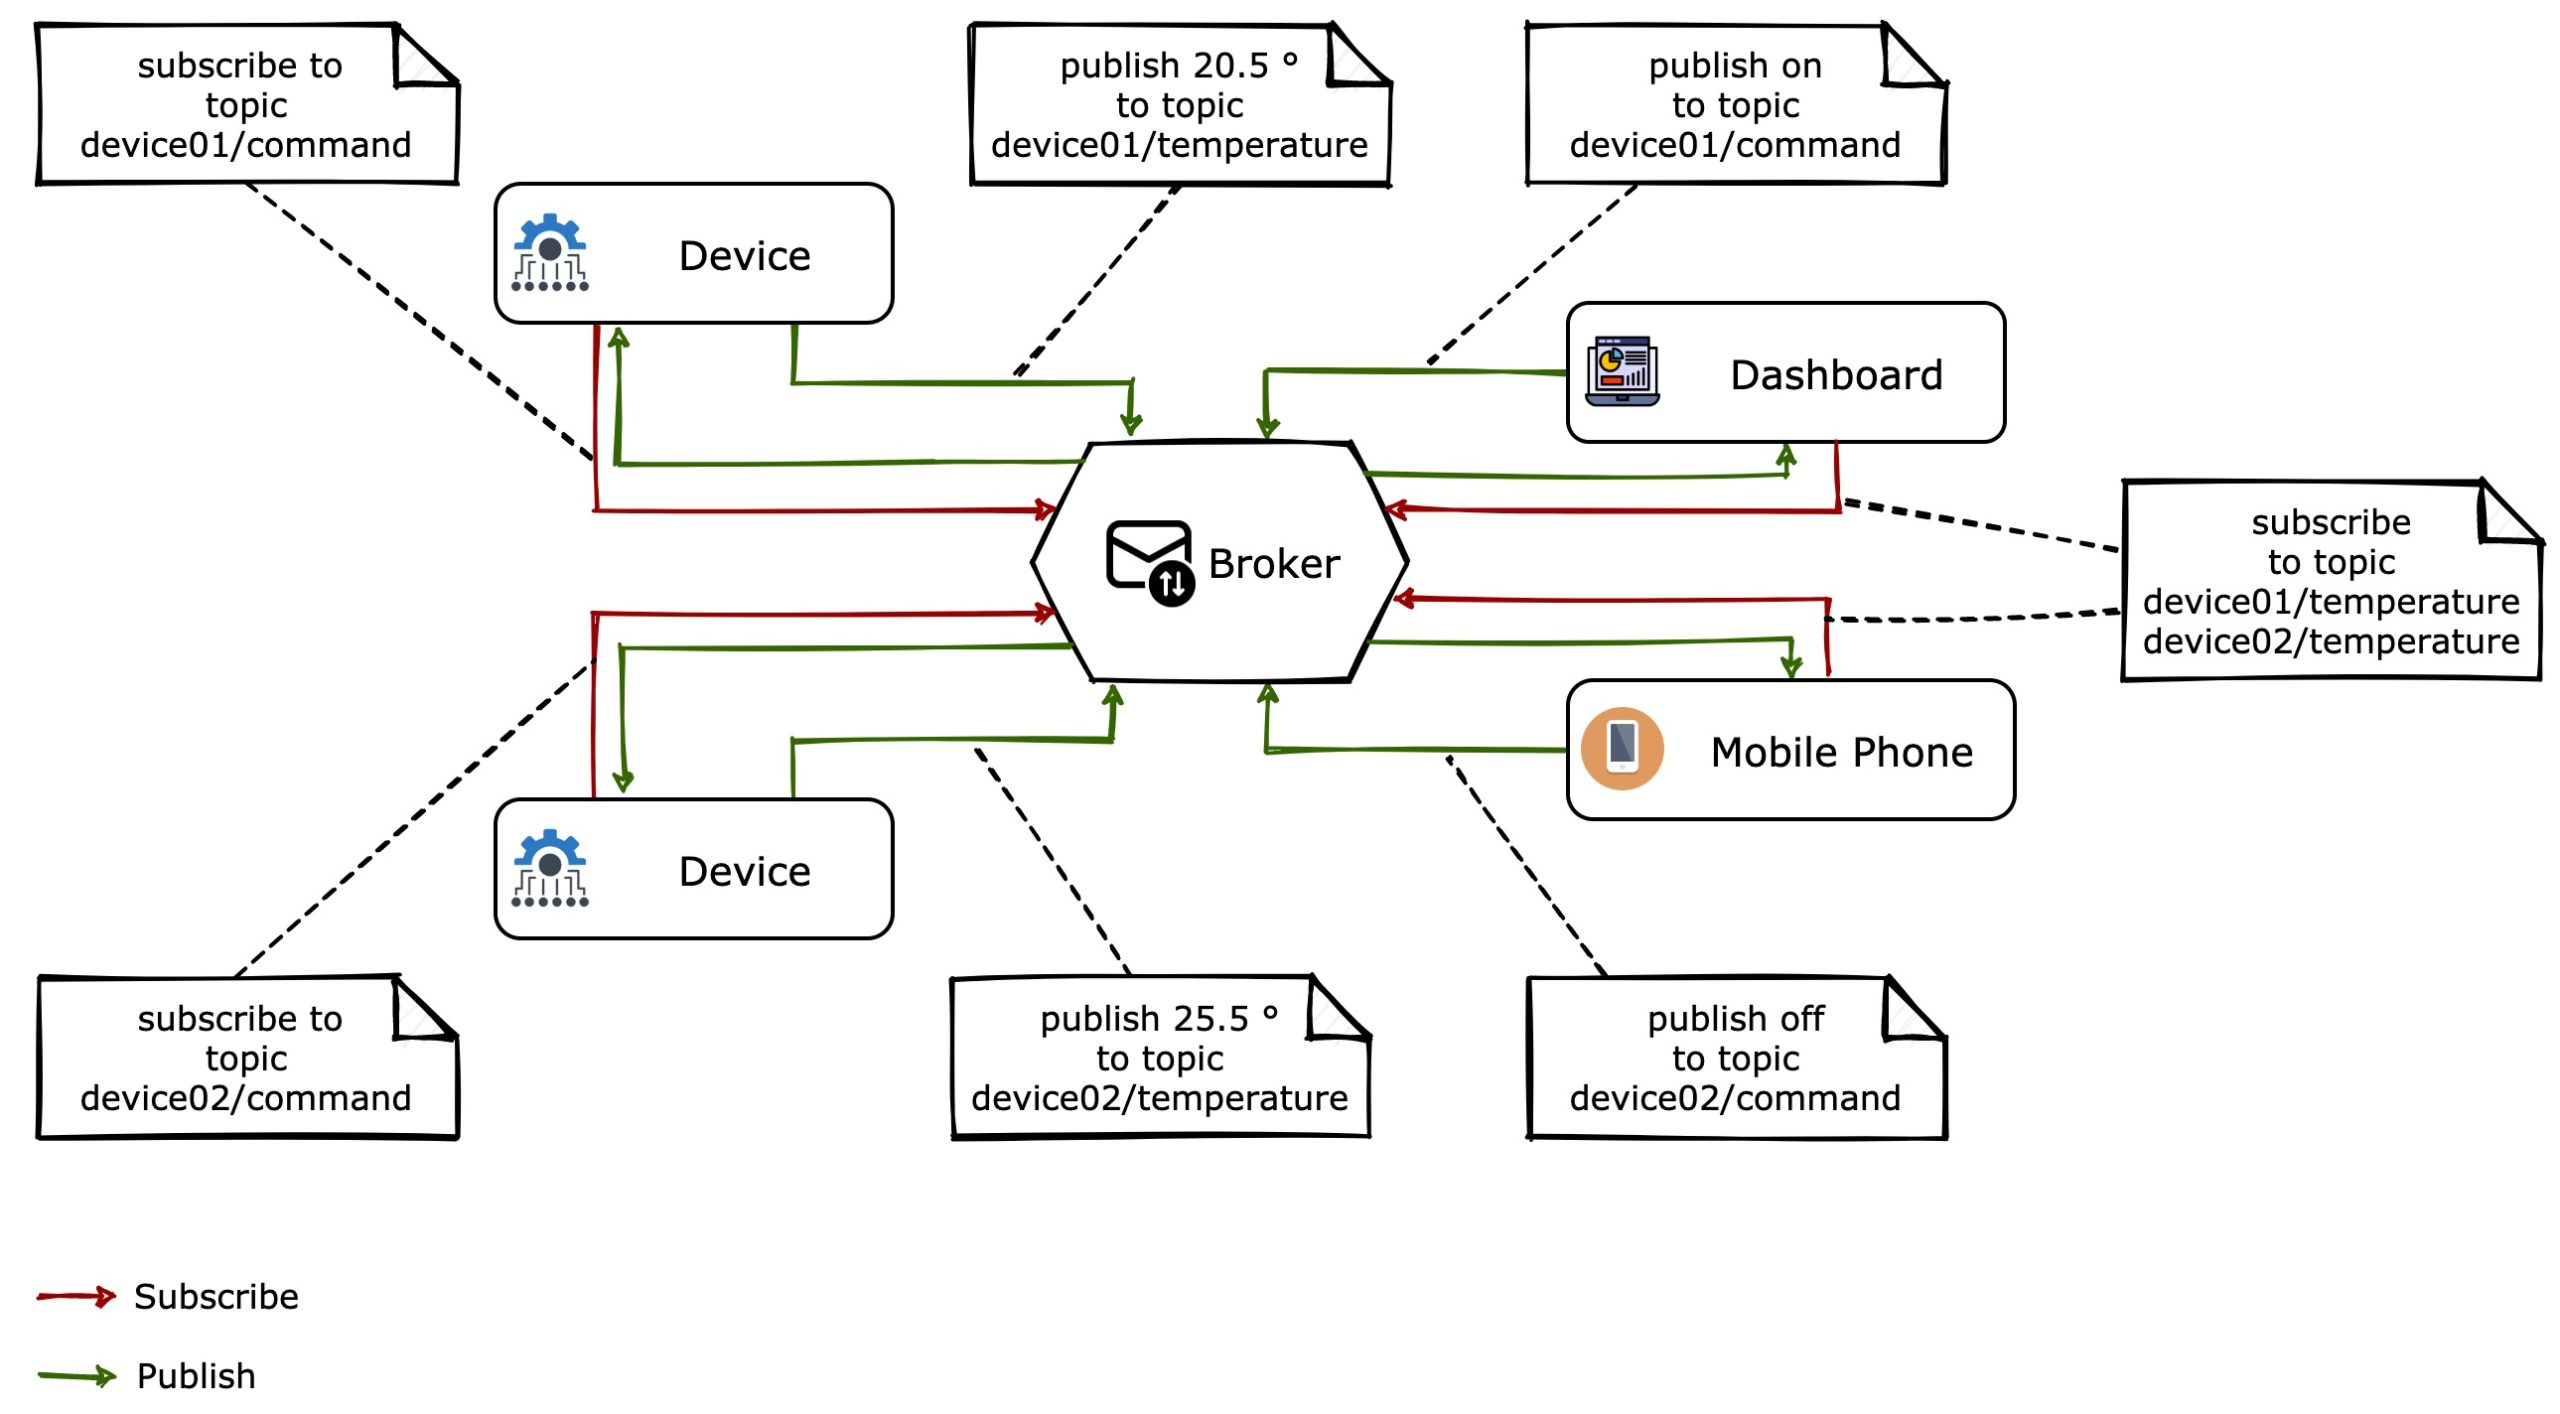 subscribe to
topic
device01/command
publish 20.5 °
to topic
device01/temperature
publish on
to topic
device01/command
Device
Dashboard
Broker
subscribe
to topic
device01/temperature
device02/temperature
Mobile Phone
Device
subscribe to
topic
device02/command
publish 25.5 °
to topic
device02/temperature
publish off
to topic
device02/command
Subscribe
Publish